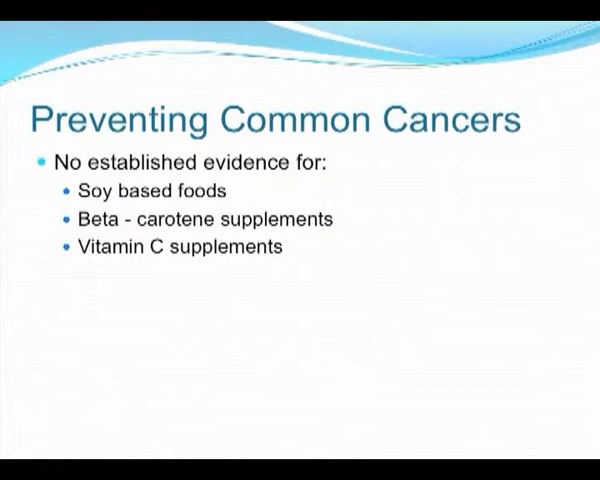 Preventing Common Cancers
No established evidence for:
Soy based foods
Beta - carotene supplements
Vitamin C supplements